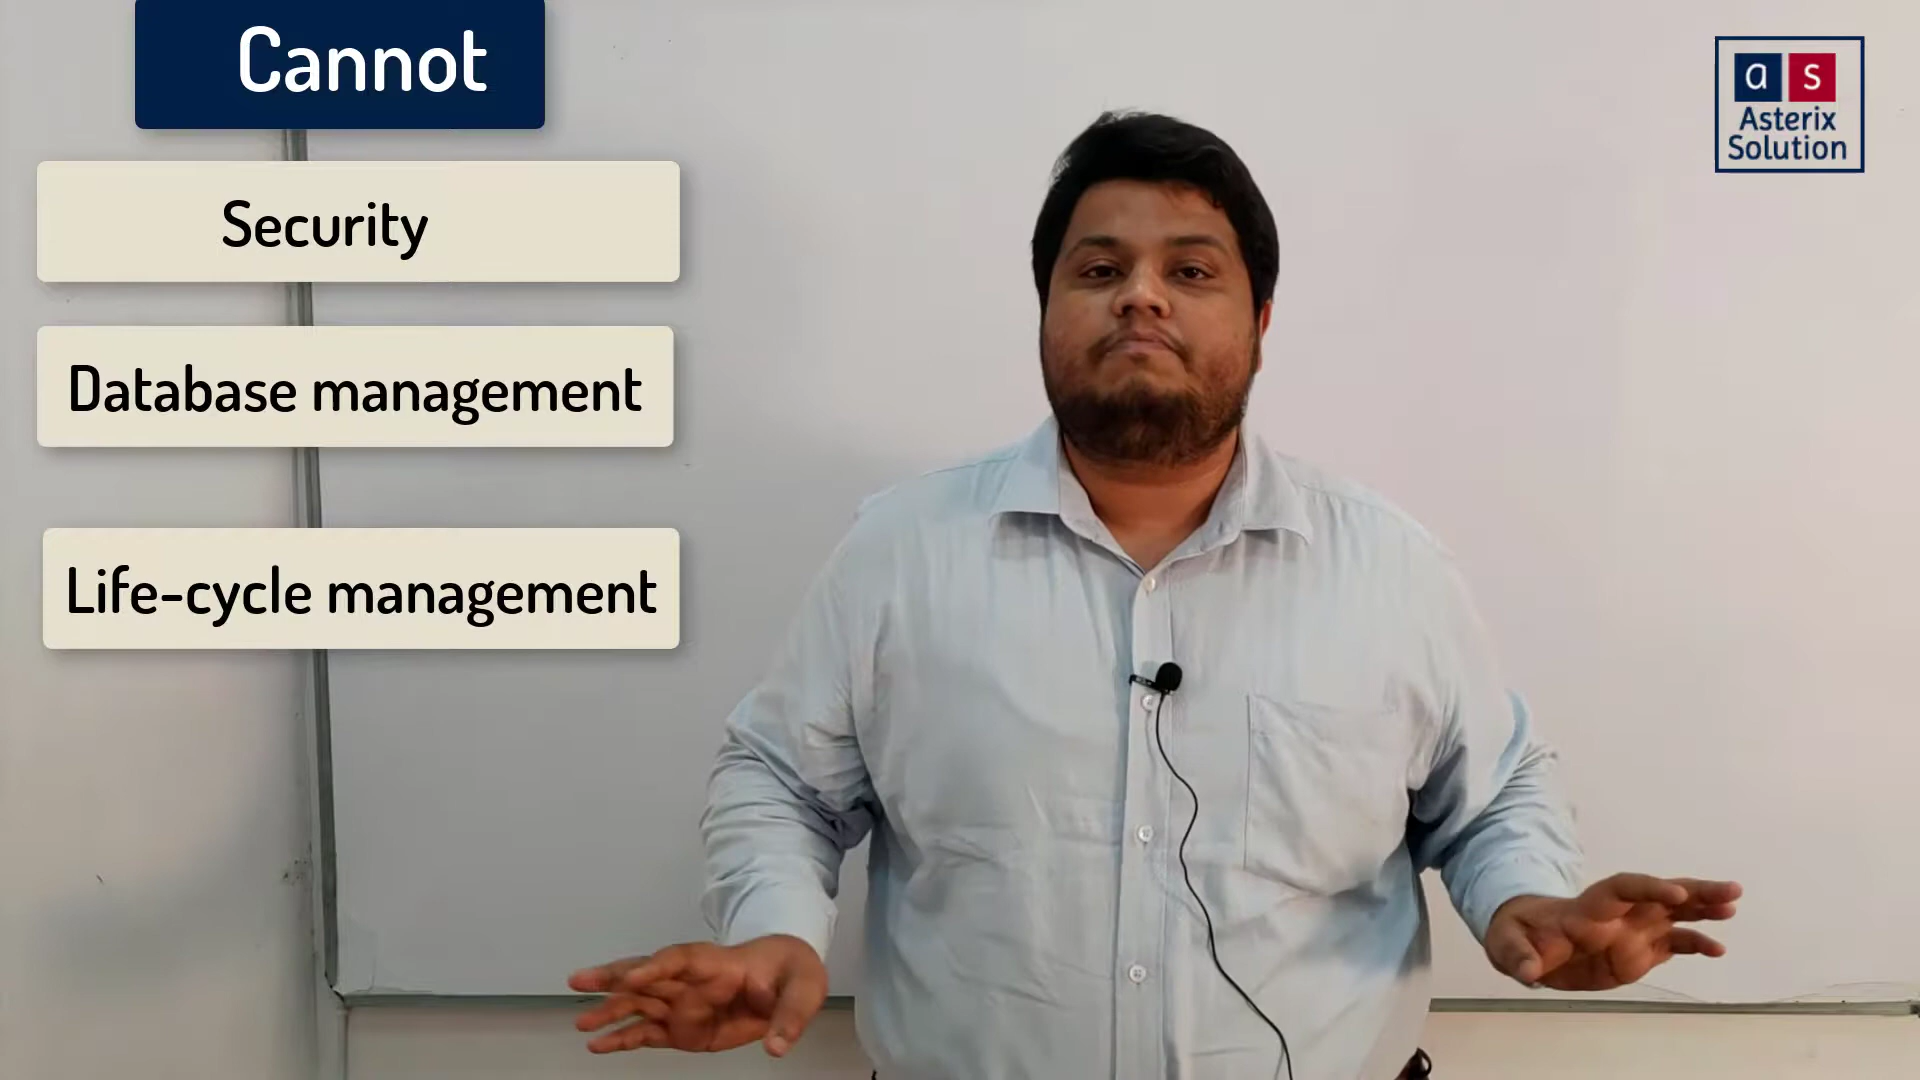 Cannot
Security
Database management
Life-cycle management
a s
Asterix
Solution